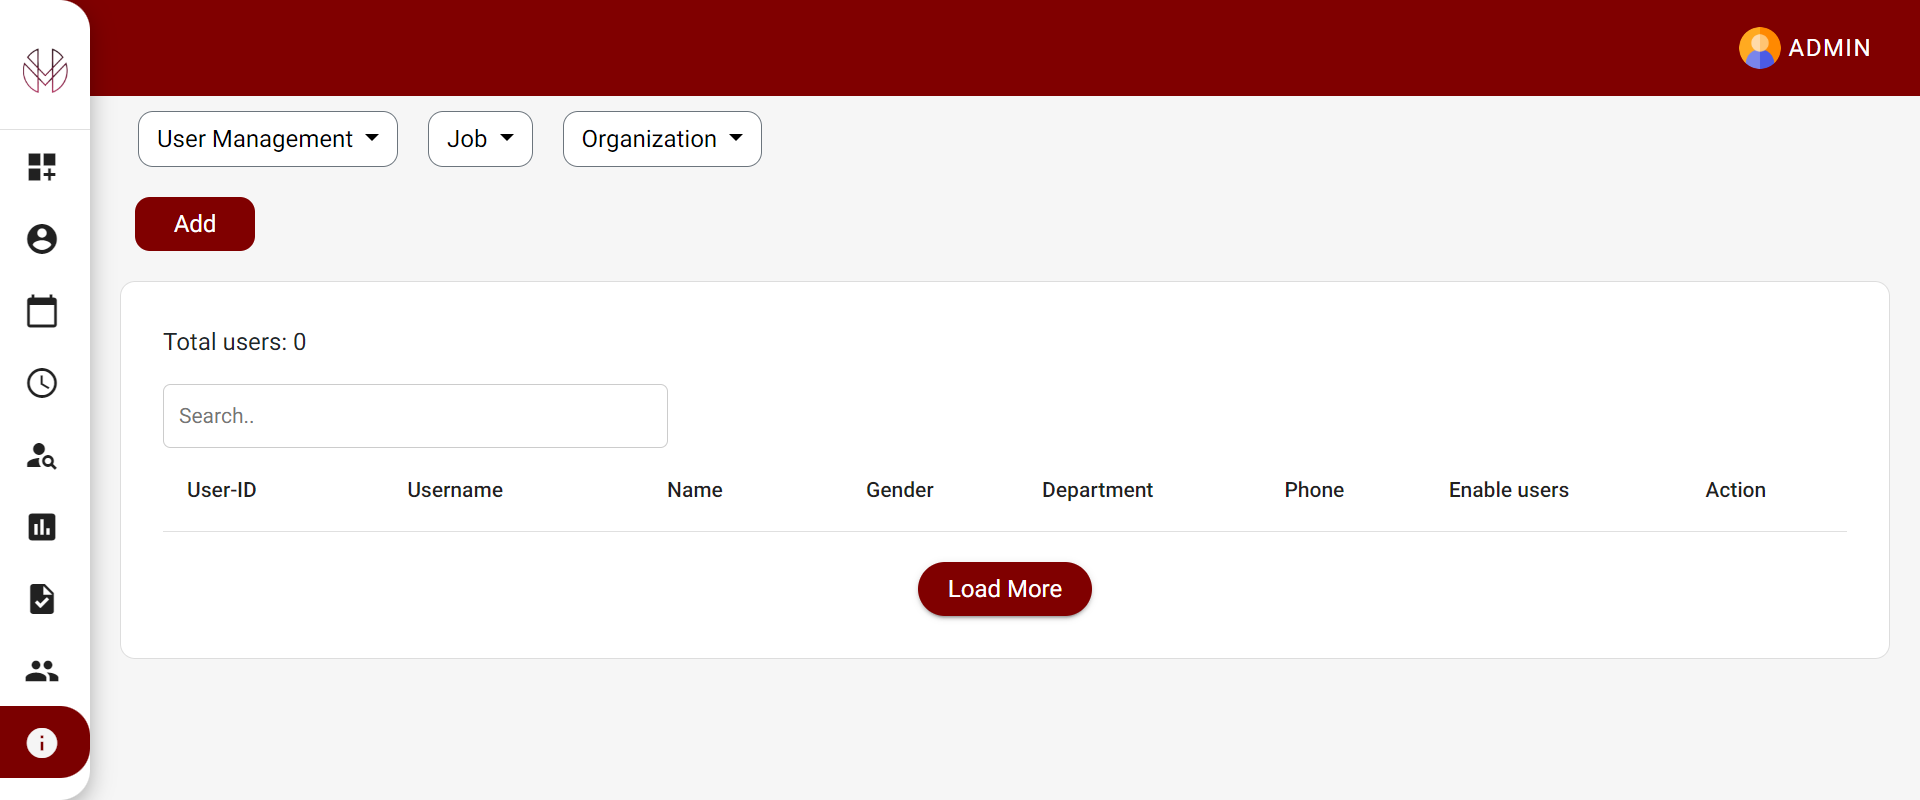 ADMIN
User Management Job Organization
Add
Total users: 0
Search..
User-ID Username Name Gender Department Phone Enable users Action
Load More